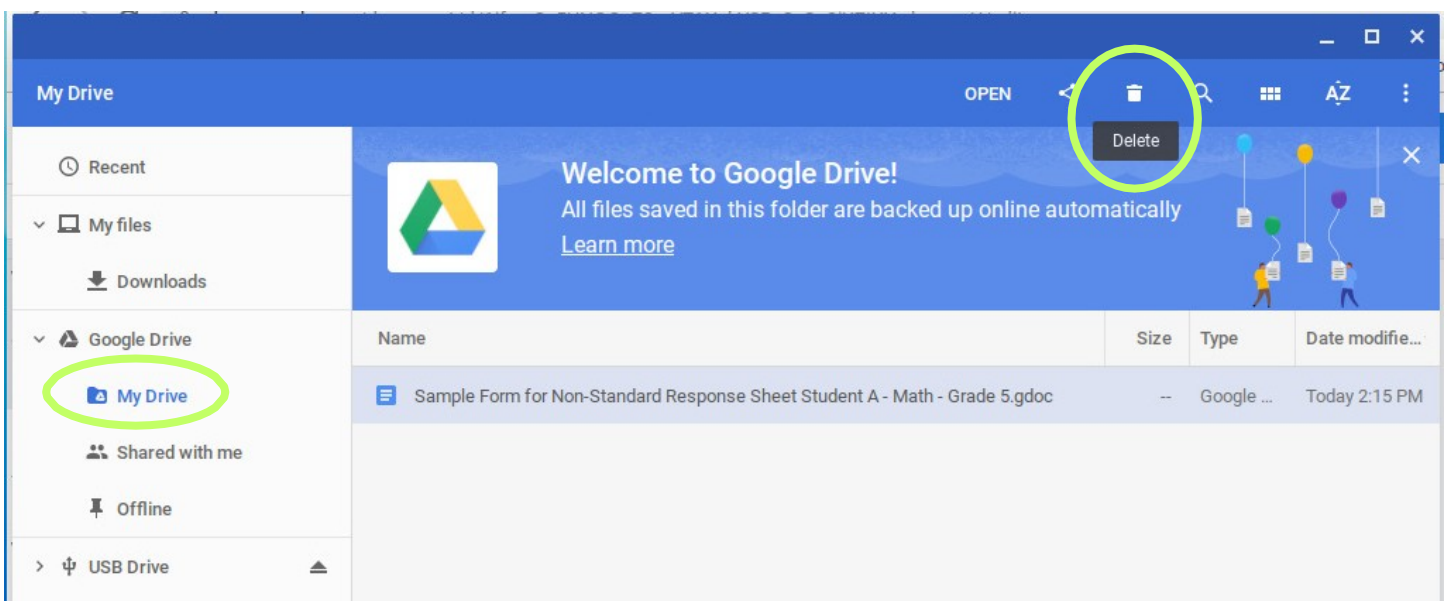 My Drive
OPEN
AZ
Delete
Recent
My files
Downloads
Google Drive
My Drive
Shared with me
Offline
USB Drive
Welcome to Google Drive!
All files saved in this folder are backed up online automatically
Learn more
Name Size Type Date modifie...
Sample Form for Non-Standard Response Sheet Student A - Math - Grade 5.gdoc -- Google ... Today 2:15 PM